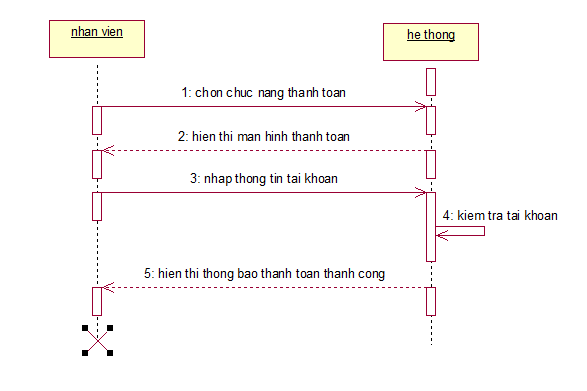 nhan vien
he thong
1: chon chuc nang thanh toan
2: hien thi man hinh thanh toan
3: nhap thong tin tai khoan
4: kiem tra tai khoan
5: hien thi thong bao thanh toan thanh cong